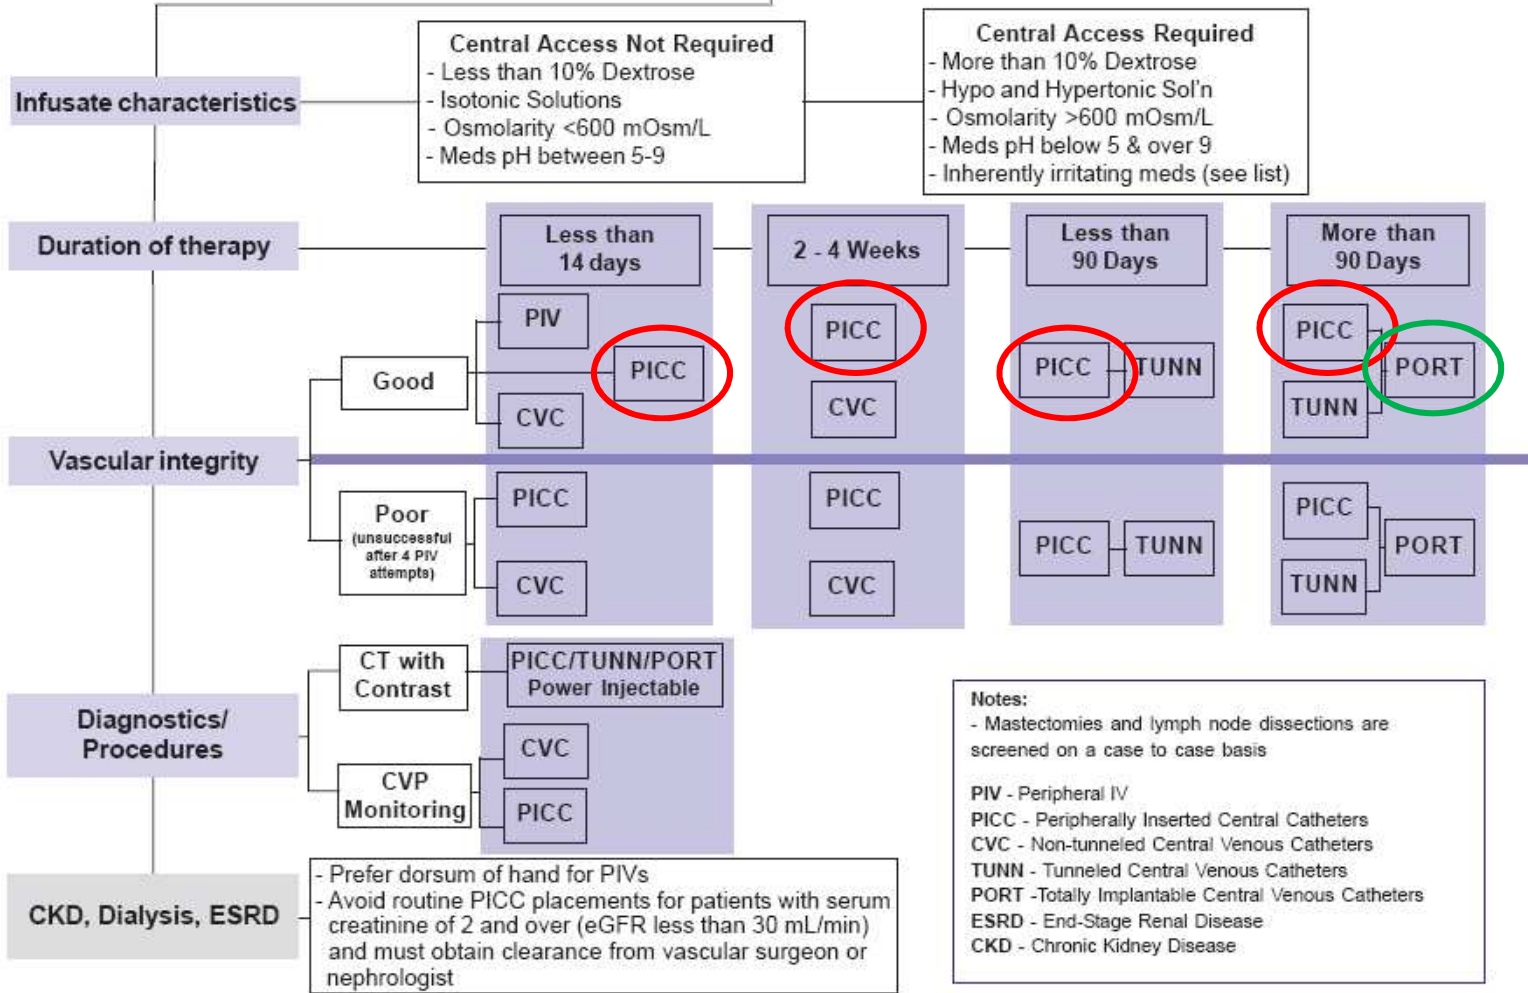 Infusate characteristics
Central Access Not Required
- Less than 10% Dextrose
- Isotonic Solutions
- Osmolarity <600 mOsm/L
- Meds pH between 5-9
Central Access Required
- More than 10% Dextrose
- Hypo and Hypertonic Sol'n
- Osmolarity >600 mOsm/L
- Meds pH below 5 & over 9
- Inherently irritating meds (see list)
Duration of therapy
Less than
14 days
2 - 4 Weeks
Less than
90 Days
More than
90 Days
Vascular integrity
Good
PIV
PICC
CVC
PICC
CVC
PICC
TUNN
PICC
TUNN
PORT
Poor
(unsuccessful
after 4 PIV
attempts)
PICC
CVC
PICC
CVC
PICC
TUNN
PICC
TUNN
PORT
Diagnostics/
Procedures
CT with
Contrast
PICC/TUNN/PORT
Power Injectable
CVP
Monitoring
CVC
PICC
CKD, Dialysis, ESRD
- Prefer dorsum of hand for PIVs
- Avoid routine PICC placements for patients with serum
creatinine of 2 and over (eGFR less than 30 mL/min)
and must obtain clearance from vascular surgeon or
nephrologist
Notes:
- Mastectomies and lymph node dissections are
screened on a case to case basis
PIV - Peripheral IV
PICC - Peripherally Inserted Central Catheters
CVC - Non-tunneled Central Venous Catheters
TUNN - Tunneled Central Venous Catheters
PORT -Totally Implantable Central Venous Catheters
ESRD - End-Stage Renal Disease
CKD - Chronic Kidney Disease